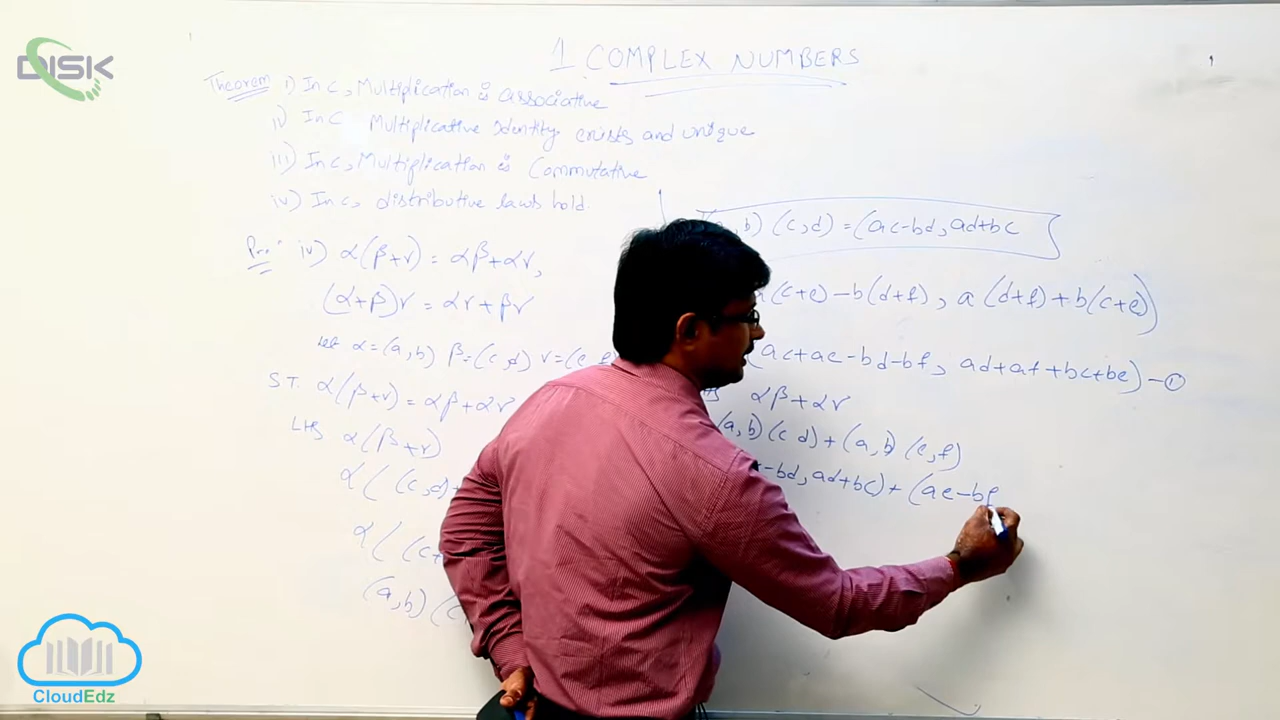 DISK
1 COMPLEX NUMBERS
Theorem i) In C, Multiplication is associative
ii) In C Multiplicative Identity exists and unique
iii) In C, Multiplication is Commutative
iv) In C, distributive laws hold.
iv) α(β+γ) = αβ+αγ,
(α+β)γ = αγ+βγ
let α=(a,b) β=(c,d) γ=(e,f)
S.T. α(β+γ) = αβ+αγ
LHS α(β+γ)
α( (c,d)+
α( (c+
(a,b) (c
b) (c,d) = (ac-bd, ad+bc
a(c+e) -b(d+f), a(d+f)+b(c+e))
(ac+ae-bd-bf, ad+af+bc+be) -①
αβ+αγ
(a,b)(c d)+(a,b)(e,f)
-bd, ad+bc)+(ae-bf
CloudEdz